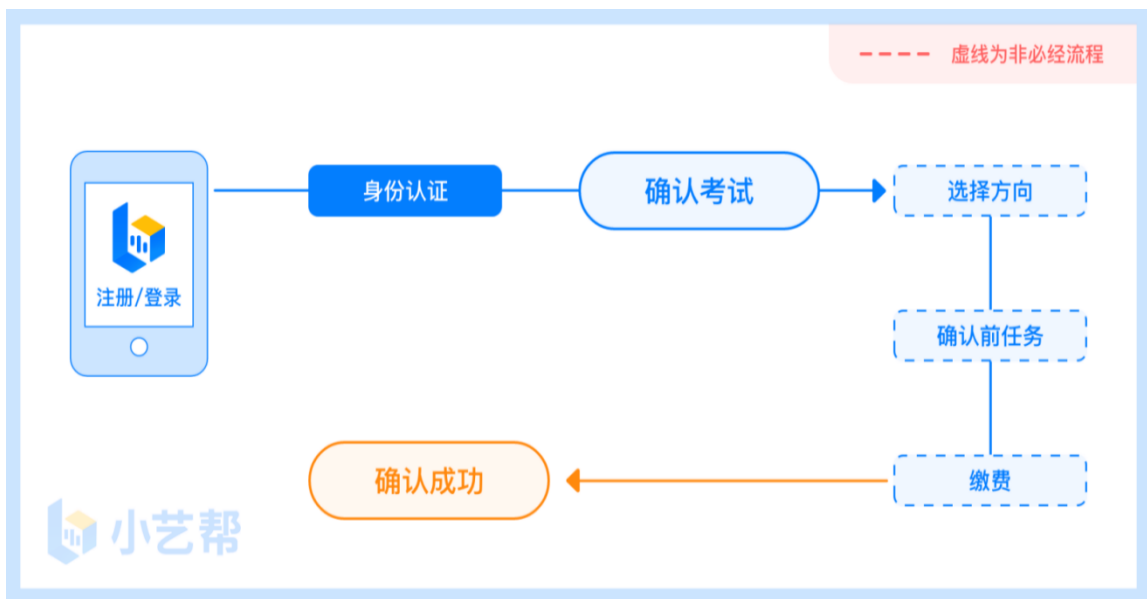 虚线为非必经流程
身份认证
确认考试
选择方向
注册/登录
确认前任务
确认成功
缴费
小艺帮